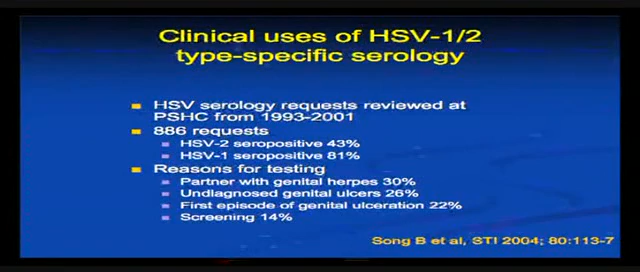 Clinical uses of HSV-1/2
type-specific serology
HSV serology requests reviewed at
PSHC from 1993-2001
886 requests
HSV-2 seropositive 43%
HSV-1 seropositive 81%
Reasons for testing
Partner with genital herpes 30%
Undiagnosed genital ulcers 26%
First episode of genital ulceration 22%
Screening 14%
Song B et al, STI 2004; 80:113-7